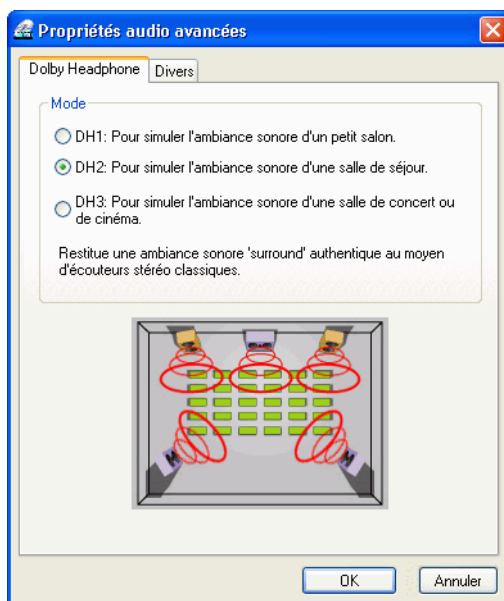 Propriétés audio avancées
Dolby Headphone
Divers
Mode
DH1: Pour simuler l'ambiance sonore d'un petit salon.
DH2: Pour simuler l'ambiance sonore d'une salle de séjour.
DH3: Pour simuler l'ambiance sonore d'une salle de concert ou
de cinéma.
Restitue une ambiance sonore 'surround' authentique au moyen
d'écouteurs stéréo classiques.
OK
Annuler